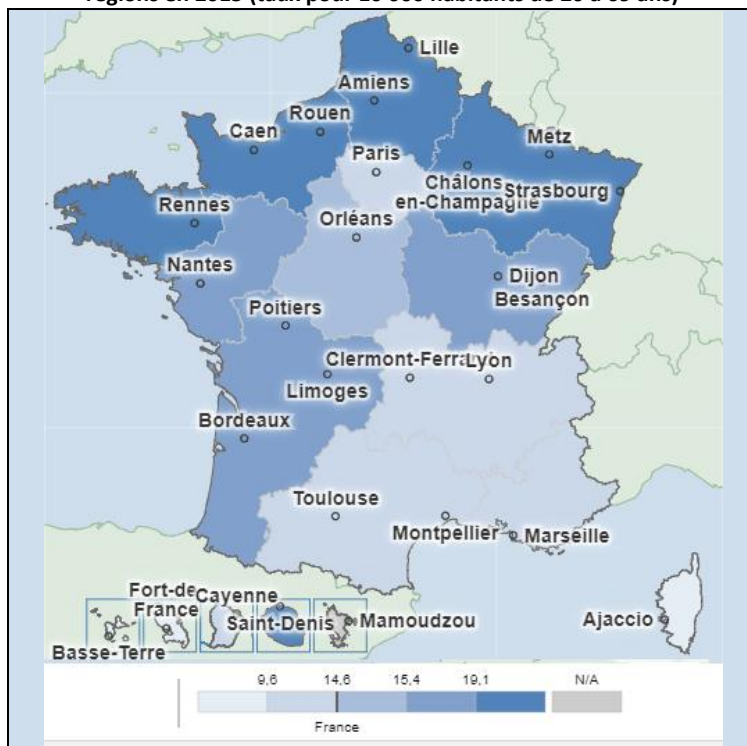 régions en 2015 (taux pour 10 000 habitants de 20 à 69 ans)
Lille
Amiens
Rouen
Caen
Metz
Paris
Châlons
en-Champagne
Strasbourg
Rennes
Orléans
Nantes
Dijon
Besançon
Poitiers
Clermont-Ferra
Lyon
Limoges
Bordeaux
Toulouse
Montpellier
Marseille
Fort-de-
France
Cayenne
Saint-Denis
Mamoudzou
Ajaccio
Basse-Terre
9,6 14,6 15,4 19,1 N/A
France